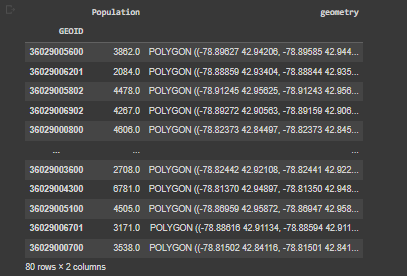 Population geometry
GEOID
36029005600 3862.0 POLYGON ((-78.89627 42.94206, -78.89585 42.944...
36029006201 2084.0 POLYGON ((-78.88859 42.93404, -78.88844 42.935...
36029005802 4478.0 POLYGON ((-78.91245 42.95625, -78.91243 42.956...
36029006902 4267.0 POLYGON ((-78.89272 42.90563, -78.89159 42.906...
36029000800 4606.0 POLYGON ((-78.82373 42.84497, -78.82373 42.845...
... ... ...
36029003600 2708.0 POLYGON ((-78.82442 42.92108, -78.82441 42.922...
36029004300 6781.0 POLYGON ((-78.81370 42.94897, -78.81350 42.948...
36029005100 4505.0 POLYGON ((-78.86959 42.95872, -78.86947 42.958...
36029006701 3171.0 POLYGON ((-78.88616 42.91134, -78.88594 42.911...
36029000700 3538.0 POLYGON ((-78.81502 42.84116, -78.81501 42.841...
80 rows × 2 columns